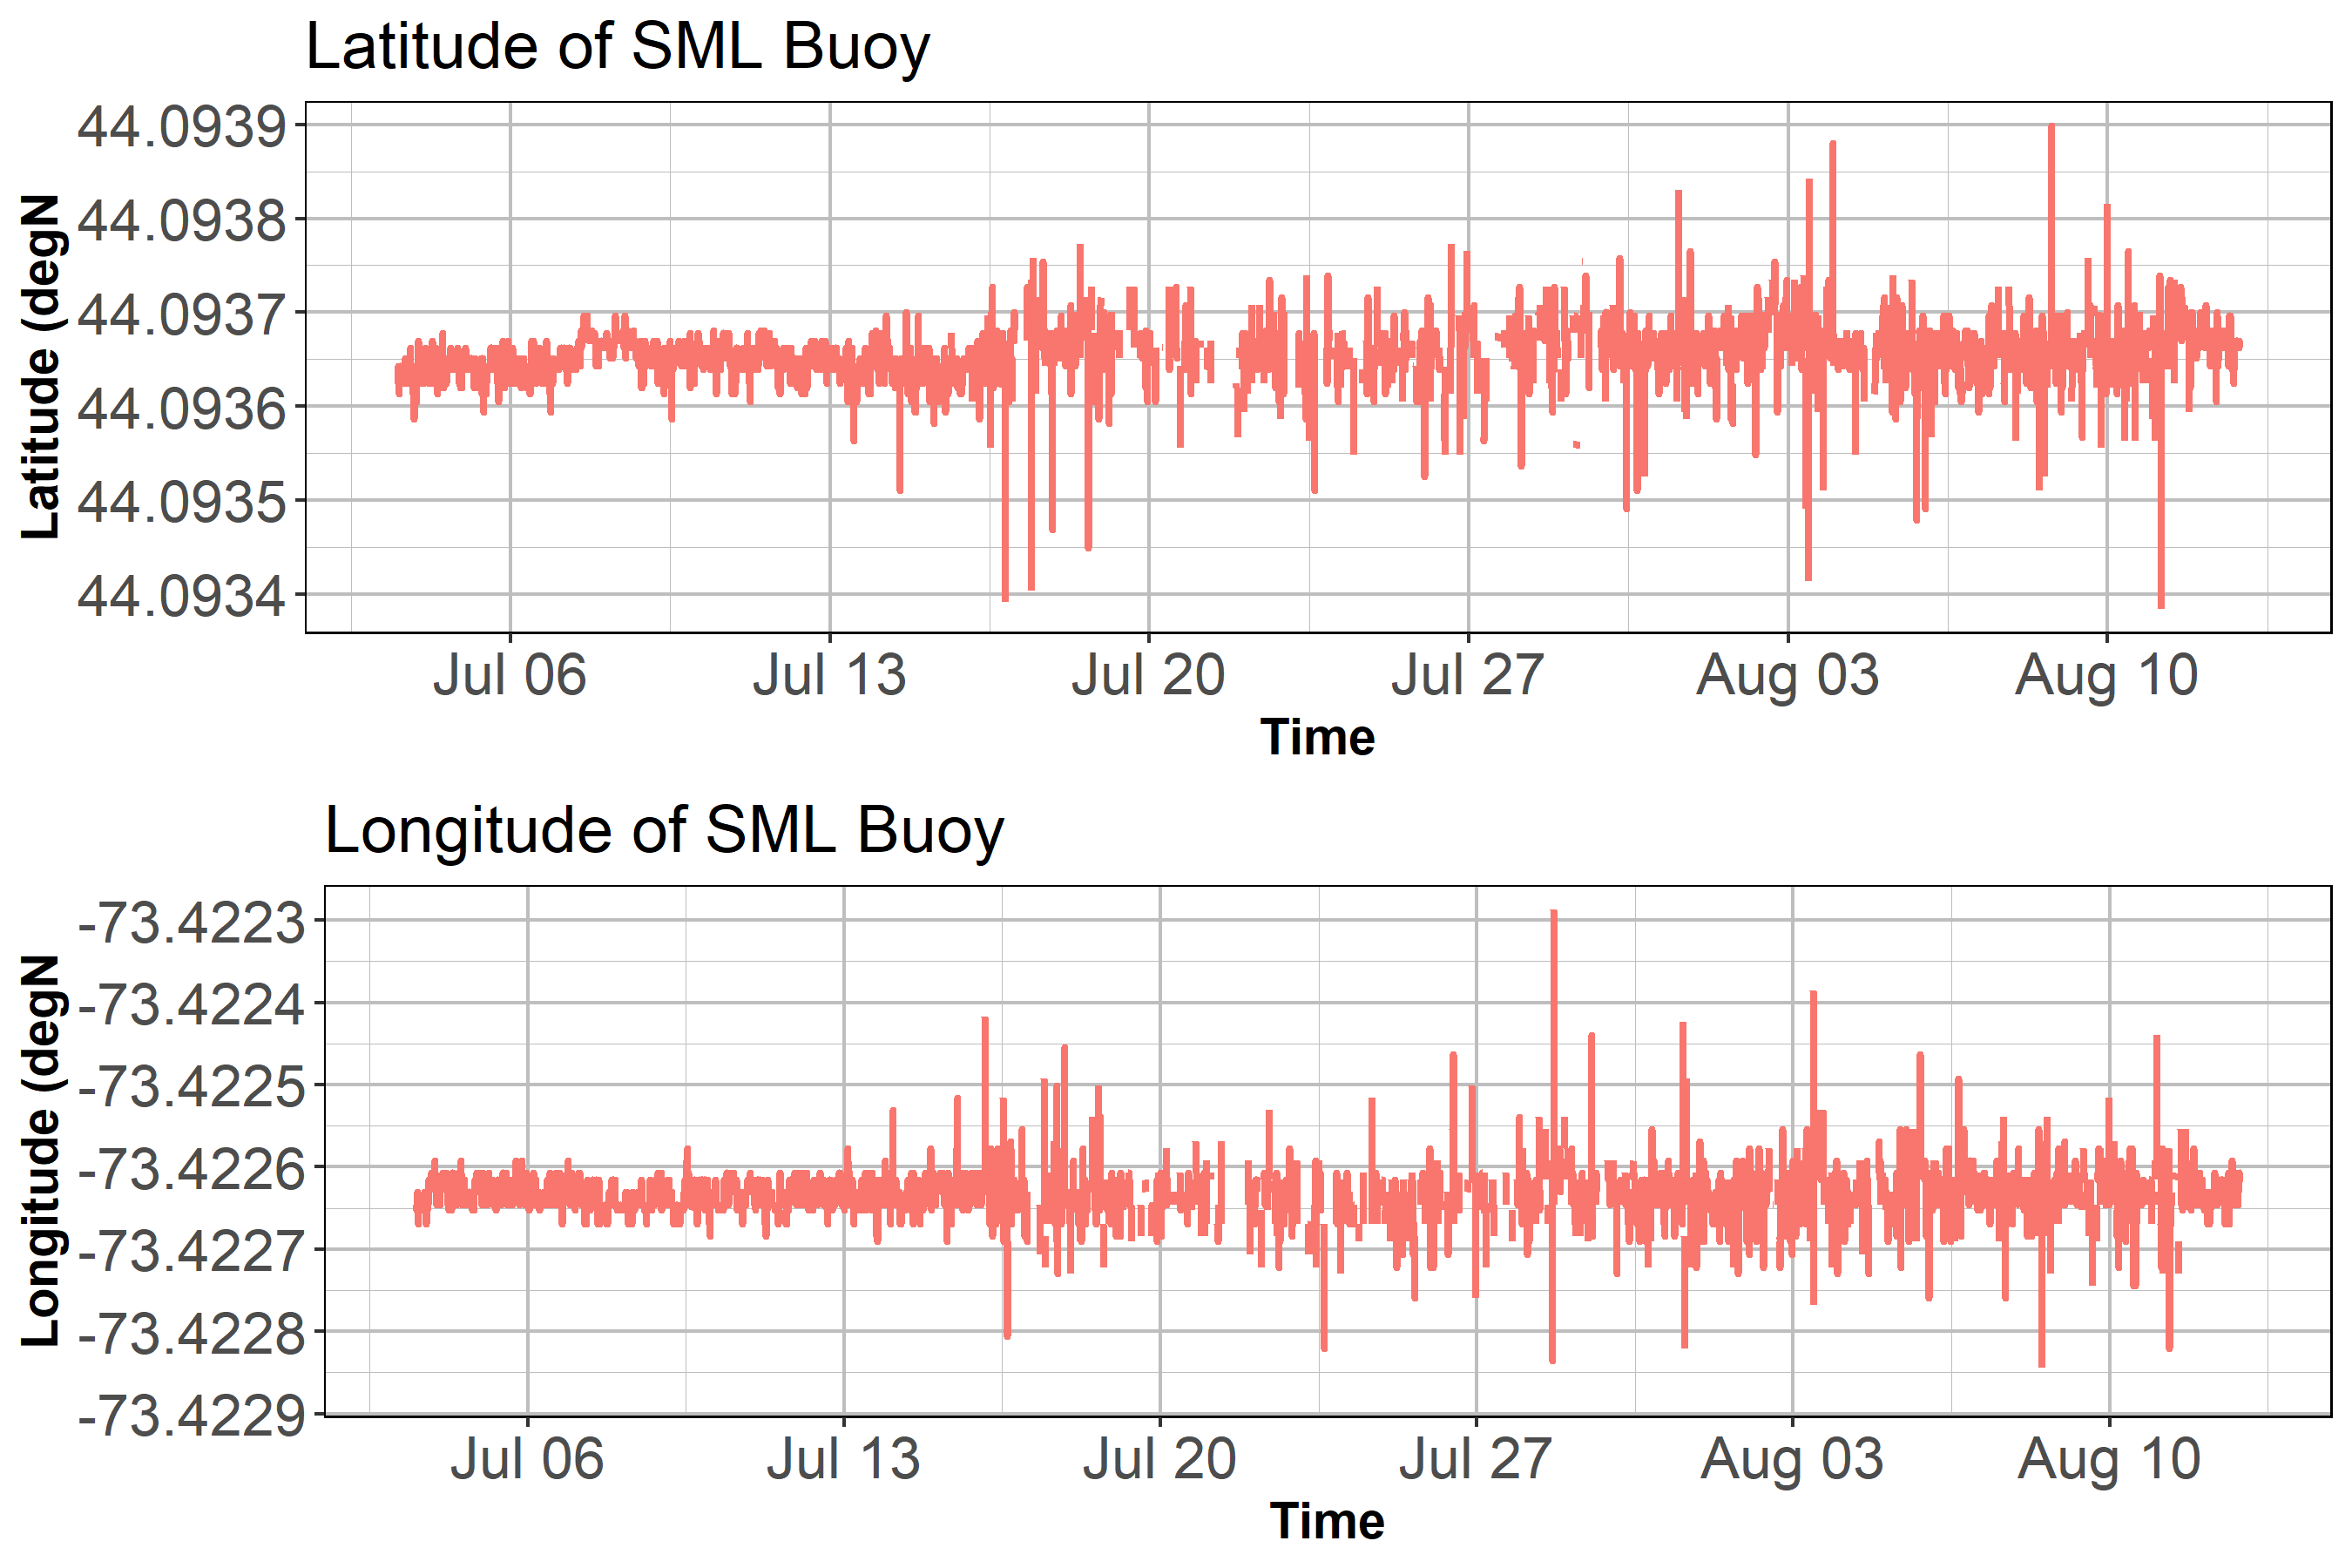 Latitude of SML Buoy
Latitude (degN
44.0939
44.0938
44.0937
44.0936
44.0935
44.0934
Jul 06 Jul 13 Jul 20 Jul 27 Aug 03 Aug 10
Time
Longitude of SML Buoy
Longitude (degN
-73.4223
-73.4224
-73.4225
-73.4226
-73.4227
-73.4228
-73.4229
Jul 06 Jul 13 Jul 20 Jul 27 Aug 03 Aug 10
Time